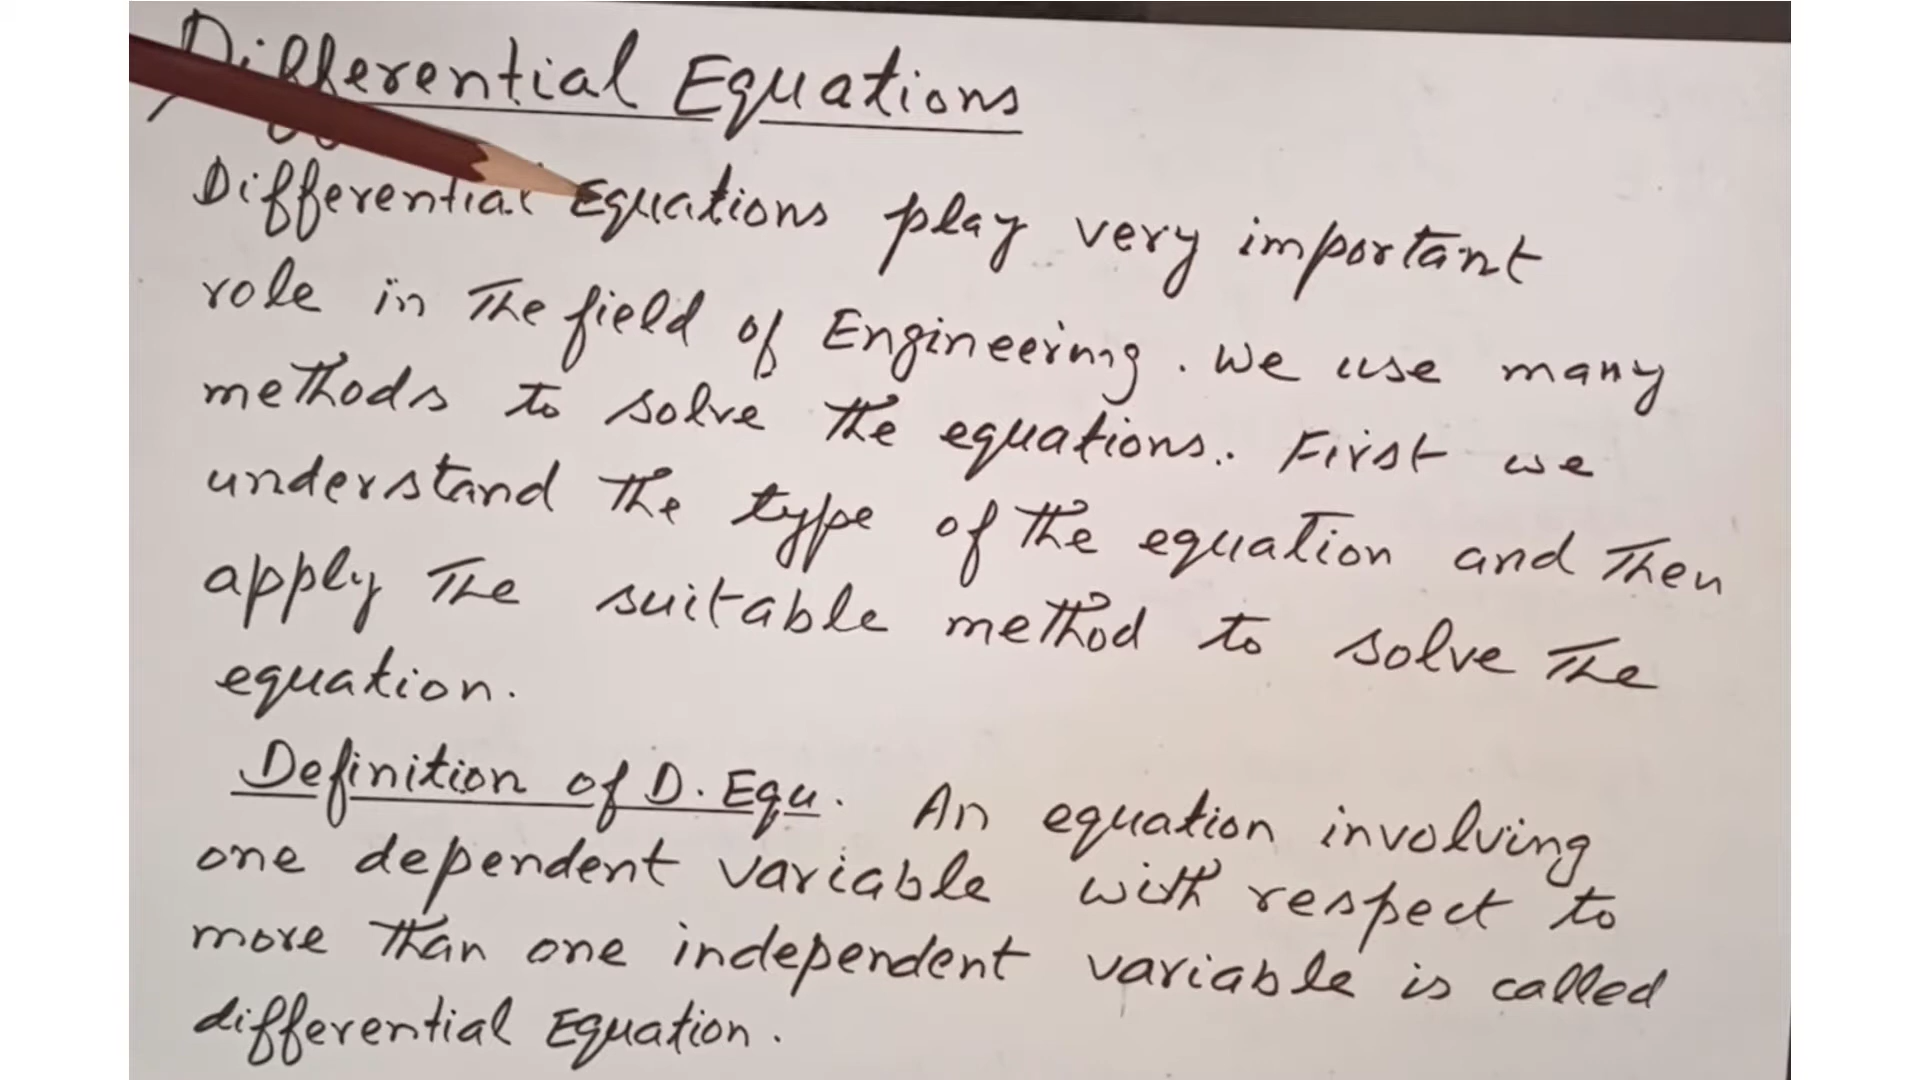 Differential Equations
Differential Equations play very important
role in the field of Engineering. We use many
methods to solve the equations.. First we
understand the type of the equation and then
apply the suitable method to solve the
equation.
Definition of D. Equ. An equation involving
one dependent variable with respect to
more than one independent variable is called
differential Equation.